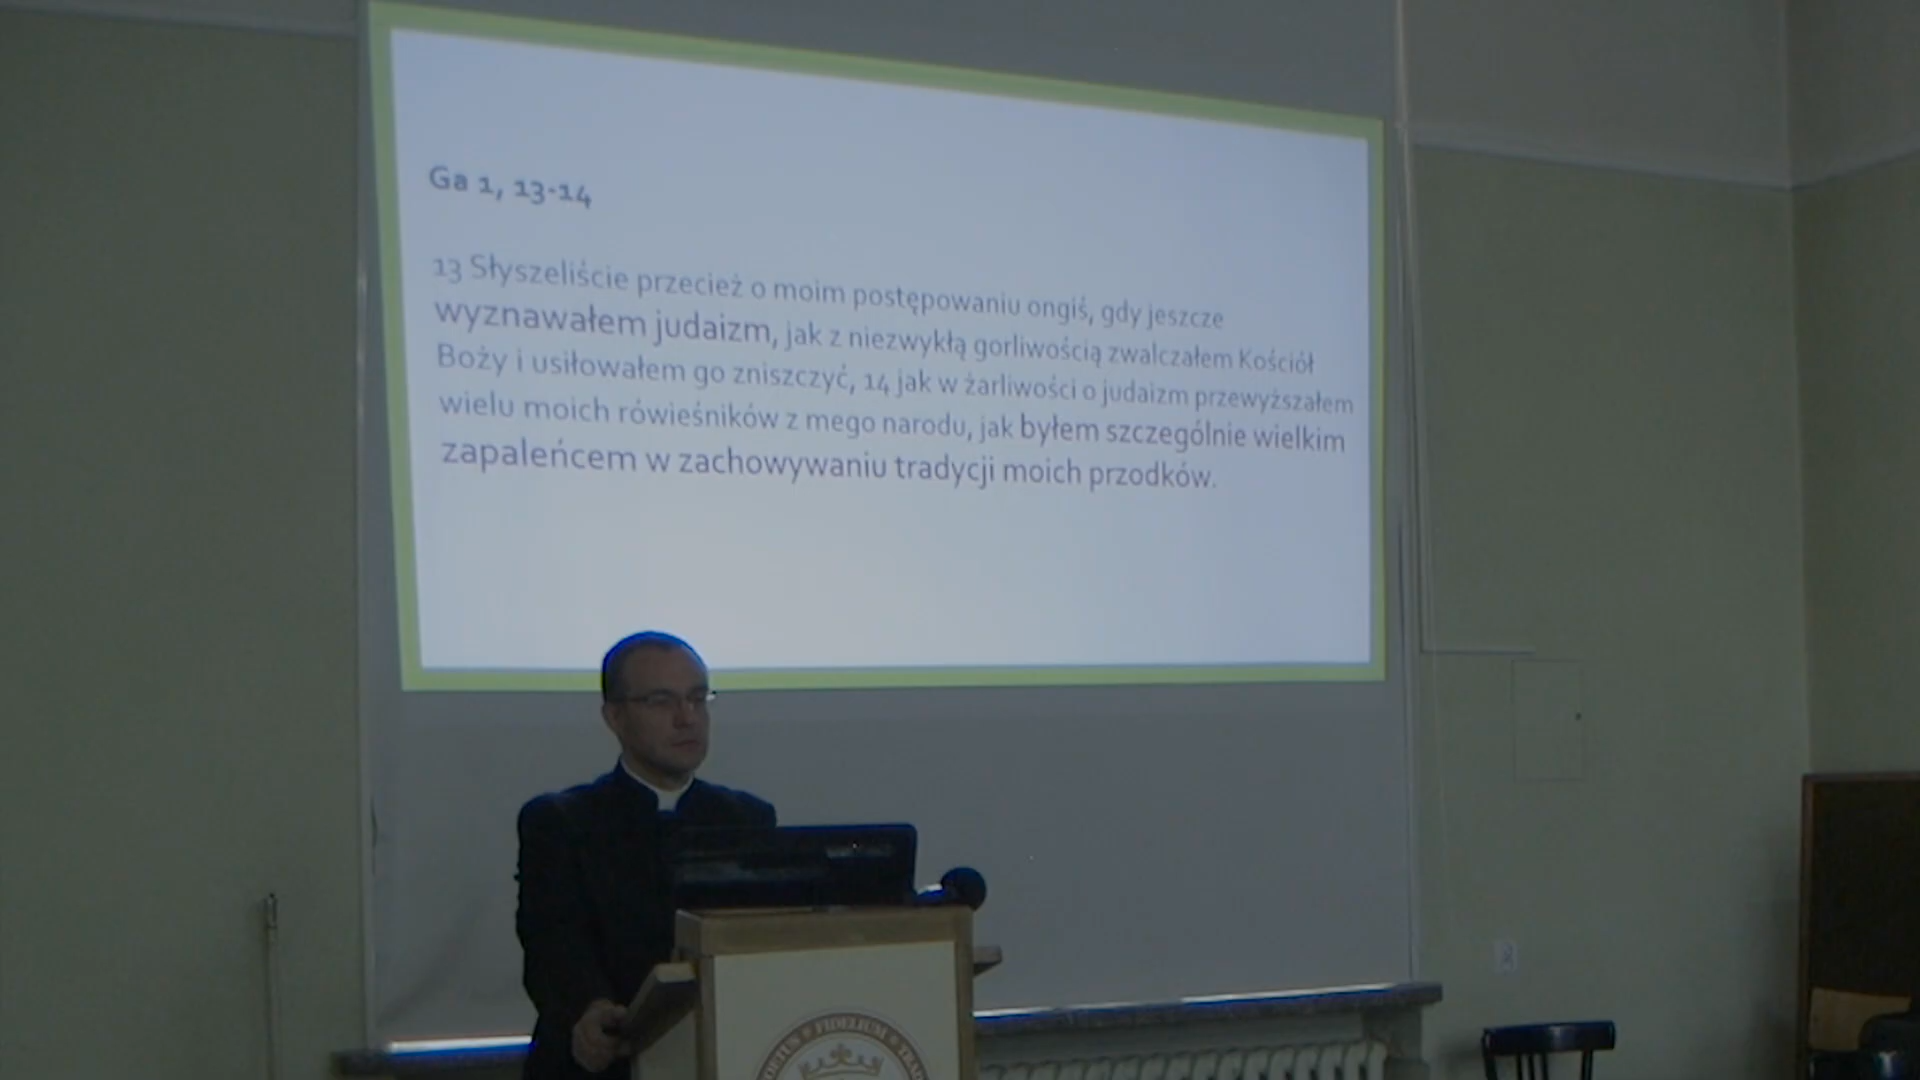 Ga 1, 13-14
13 Słyszeliście przecież o moim postępowaniu ongiś, gdy jeszcze
wyznawałem judaizm, jak z niezwykłą gorliwością zwalczałem Kościół
Boży i usiłowałem go zniszczyć, 14 jak w żarliwości o judaizm przewyższałem
wielu moich rówieśników z mego narodu, jak byłem szczególnie wielkim
zapaleńcem w zachowywaniu tradycji moich przodków.
FIDELIUM